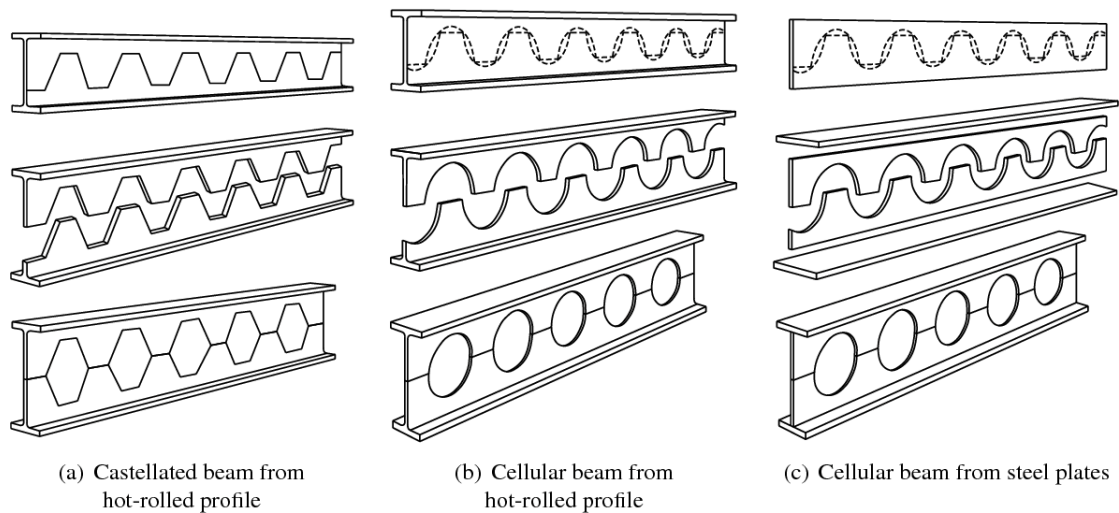 (a) Castellated beam from
hot-rolled profile
(b) Cellular beam from
hot-rolled profile
(c) Cellular beam from steel plates